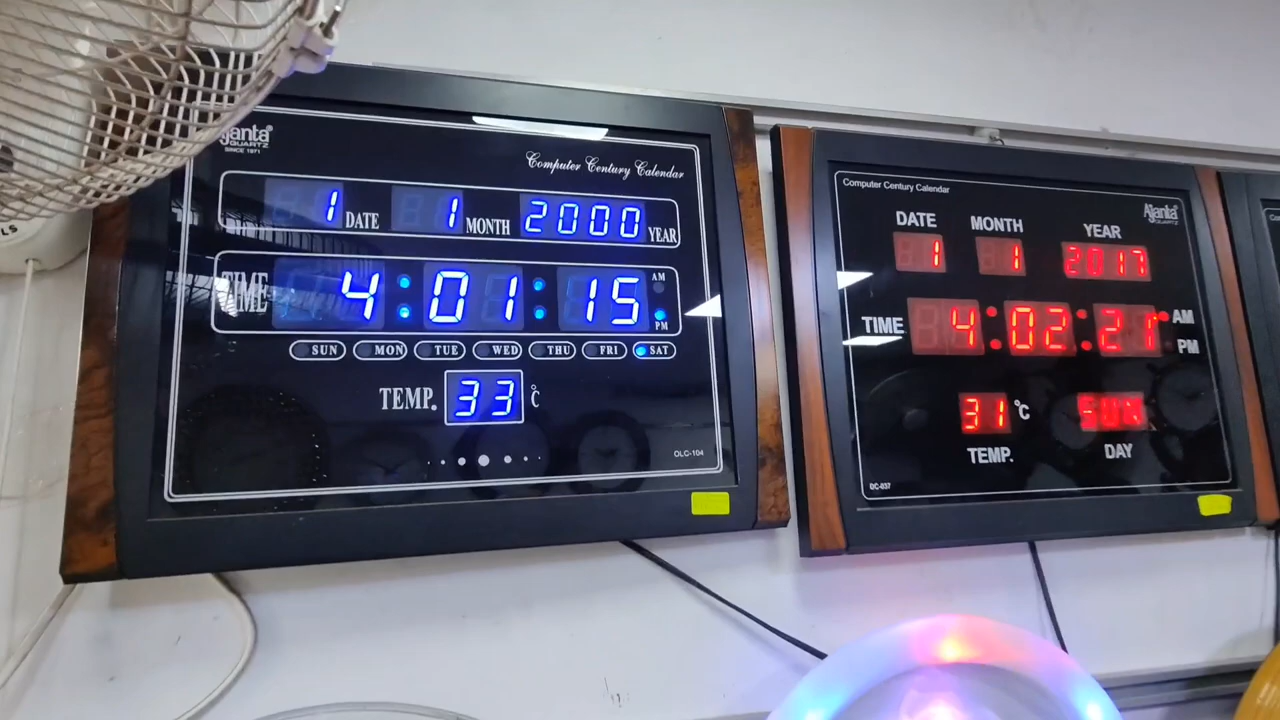 Ajanta
QUARTZ
SINCE 1971
Computer Century Calendar
1 DATE 1 MONTH 2000 YEAR
TIME 4:01:15 AM PM
SUN MON TUE WED THU FRI SAT
TEMP. 33 °C
OLC-104
Computer Century Calendar
Ajanta
QUARTZ
DATE MONTH YEAR
1 1 2017
TIME 4:02:21 AM PM
31 °C SUN
TEMP. DAY
DC-037